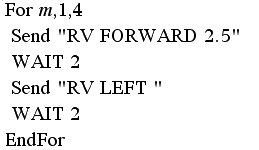 For m,1,4
Send "RV FORWARD 2.5"
WAIT 2
Send "RV LEFT "
WAIT 2
EndFor